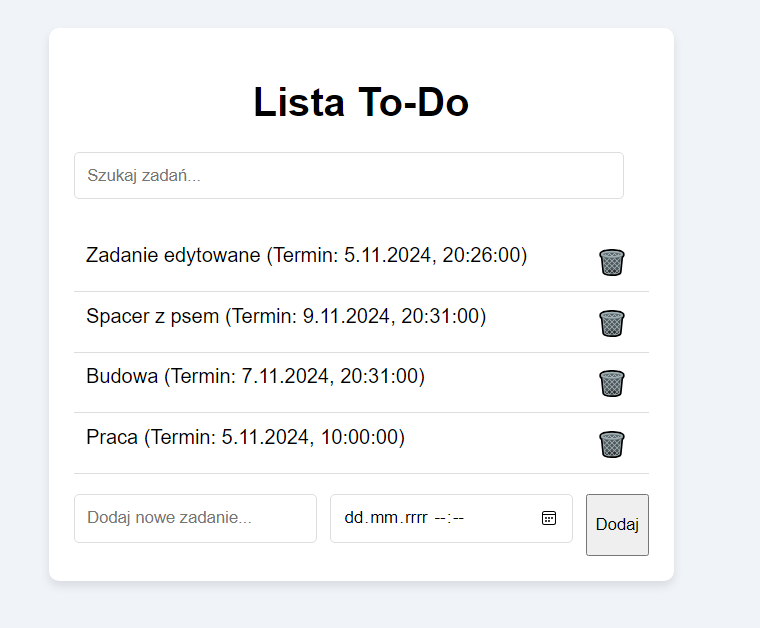 Lista To-Do
Szukaj zadań...
Zadanie edytowane (Termin: 5.11.2024, 20:26:00)
Spacer z psem (Termin: 9.11.2024, 20:31:00)
Budowa (Termin: 7.11.2024, 20:31:00)
Praca (Termin: 5.11.2024, 10:00:00)
Dodaj nowe zadanie... dd.mm.rrrr --:-- Dodaj